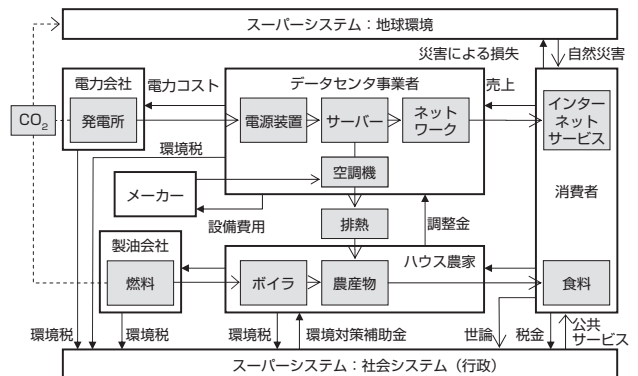 スーパーシステム：地球環境
災害による損失
自然災害
電力会社
電力コスト
データセンタ事業者
売上
CO₂
発電所
電源装置
サーバー
ネット
ワーク
インター
ネット
サービス
環境税
空調機
消費者
メーカー
設備費用
排熱
調整金
製油会社
ハウス農家
燃料
ボイラ
農産物
食料
環境税
環境税
環境税
環境対策補助金
世論
税金
公共
サービス
スーパーシステム：社会システム（行政）